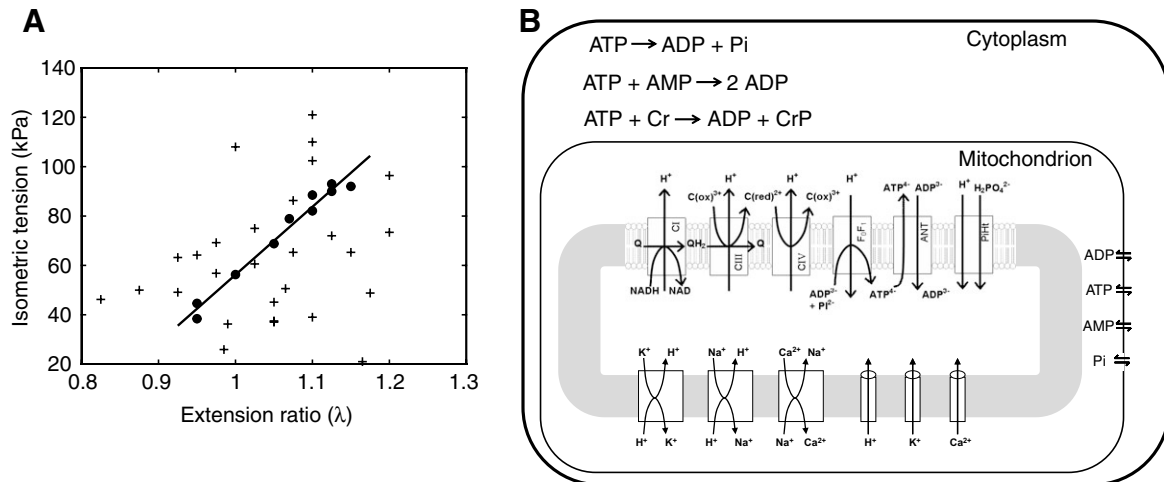 A
140
120
100
80
60
40
20
0.8
0.9
1
1.1
1.2
1.3
Isometric tension (kPa)
Extension ratio (λ)
B
Cytoplasm
ATP → ADP + Pi
ATP + AMP → 2 ADP
ATP + Cr → ADP + CrP
Mitochondrion
H⁺
H⁺
H⁺
H⁺
ATP⁴⁻ ADP³⁻
H⁺ H₂PO₄²⁻
C(ox)³⁺ C(red)²⁺ C(ox)³⁺
Q
QH₂
Q
CI
CIII
CIV
F₀F₁
ANT
PiHt
NADH NAD
ADP³⁻
+ Pi²⁻
ATP⁴⁻
ADP³⁻
ADP
ATP
AMP
Pi
K⁺ H⁺
Na⁺ H⁺
Ca²⁺ Na⁺
H⁺ K⁺
H⁺ Na⁺
Na⁺ Ca²⁺
H⁺
K⁺
Ca²⁺